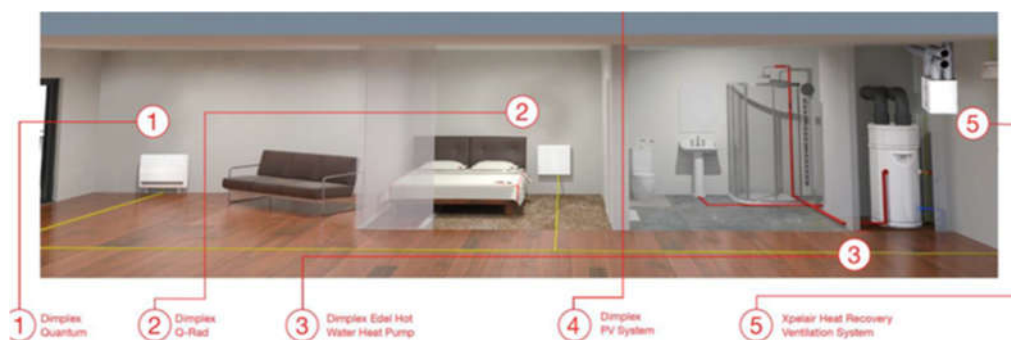 1
2
5
3
1 Dimplex
Quantum
2 Dimplex
Q-Rad
3 Dimplex Edel Hot
Water Heat Pump
4 Dimplex
PV System
5 Xpelair Heat Recovery
Ventilation System